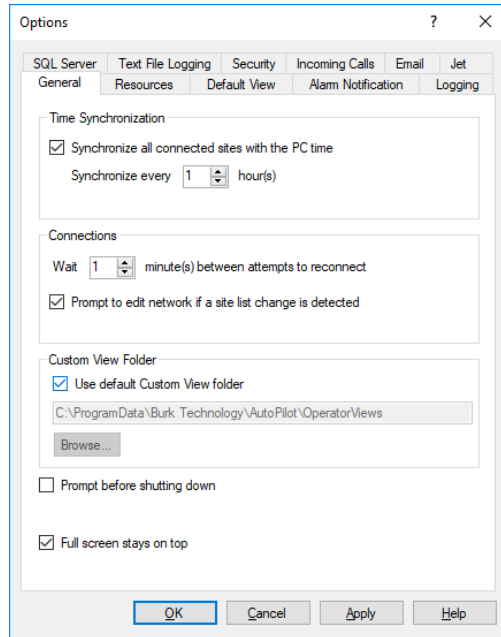 Options ? ×
SQL Server Text File Logging Security Incoming Calls Email Jet
General Resources Default View Alarm Notification Logging
Time Synchronization
Synchronize all connected sites with the PC time
Synchronize every 1 hour(s)
Connections
Wait 1 minute(s) between attempts to reconnect
Prompt to edit network if a site list change is detected
Custom View Folder
Use default Custom View folder
C:\ProgramData\Burk Technology\AutoPilot\OperatorViews
Browse...
Prompt before shutting down
Full screen stays on top
OK Cancel Apply Help